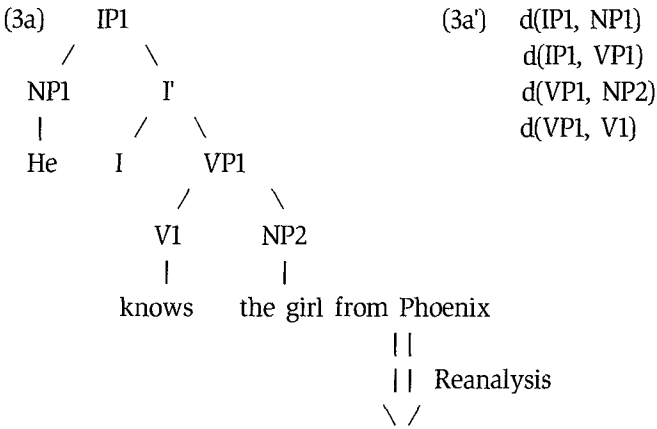 (3a) IP1 (3a') d(IP1, NP1)
d(IP1, VP1)
NP1 I' d(VP1, NP2)
d(VP1, V1)
He I VP1
V1 NP2
knows the girl from Phoenix
Reanalysis